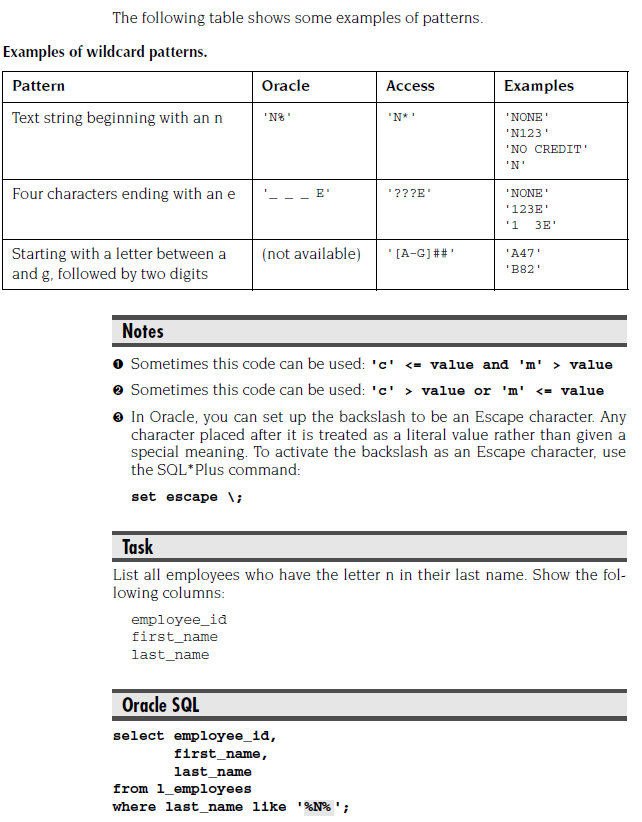 The following table shows some examples of patterns.
Examples of wildcard patterns.
Pattern Oracle Access Examples
Text string beginning with an n 'N%' 'N*' 'NONE'
'N123'
'NO CREDIT'
'N'
Four characters ending with an e '_ _ _ E' '???E' 'NONE'
'123E'
'1  3E'
Starting with a letter between a (not available) '[A-G]##' 'A47'
and g, followed by two digits 'B82'
Notes
❶ Sometimes this code can be used: 'c' <= value and 'm' > value
❷ Sometimes this code can be used: 'c' > value or 'm' <= value
❸ In Oracle, you can set up the backslash to be an Escape character. Any
character placed after it is treated as a literal value rather than given a
special meaning. To activate the backslash as an Escape character, use
the SQL*Plus command:
set escape \;
Task
List all employees who have the letter n in their last name. Show the fol-
lowing columns:
employee_id
first_name
last_name
Oracle SQL
select employee_id,
first_name,
last_name
from l_employees
where last_name like '%N%';